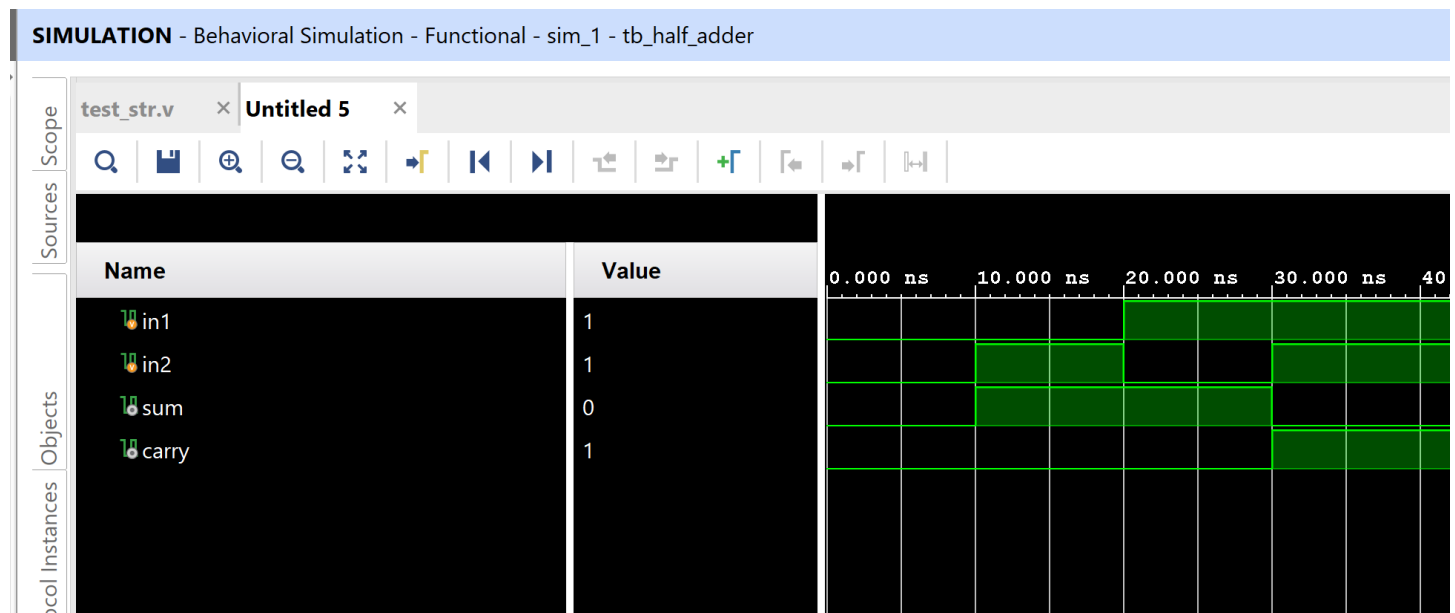 SIMULATION - Behavioral Simulation - Functional - sim_1 - tb_half_adder
test_str.v
Untitled 5
Scope
Sources
Objects
Name Value
0.000 ns 10.000 ns 20.000 ns 30.000 ns 40
in1 1
in2 1
sum 0
carry 1
Instances